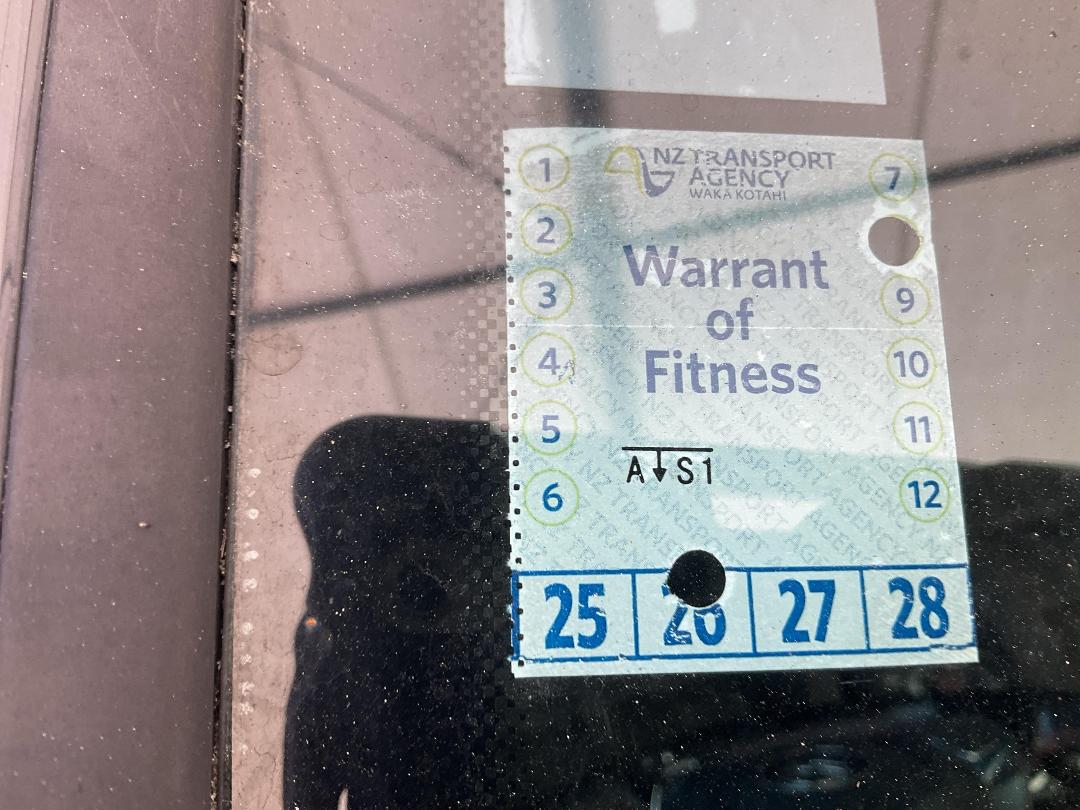 NZ TRANSPORT
AGENCY
WAKA KOTAHI
Warrant
of
Fitness
1
2
3
4
5
6
7
9
10
11
12
A S1
25 26 27 28